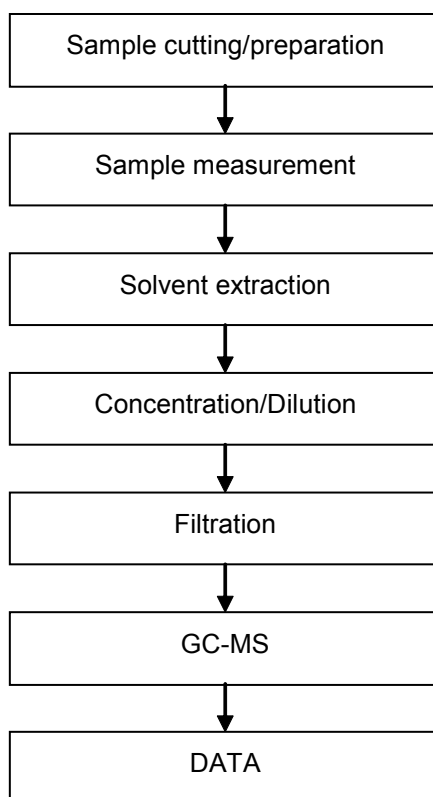 Sample cutting/preparation
Sample measurement
Solvent extraction
Concentration/Dilution
Filtration
GC-MS
DATA